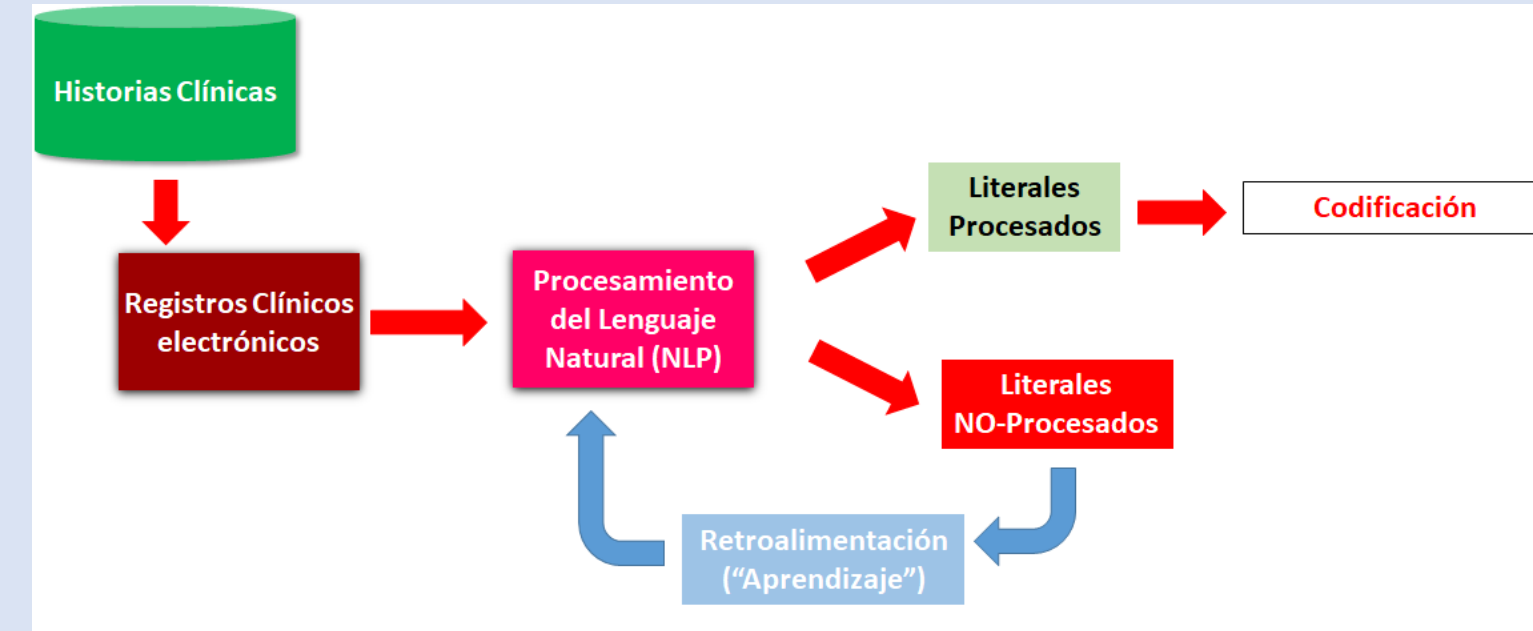 Historias Clínicas
Registros Clínicos
electrónicos
Procesamiento
del Lenguaje
Natural (NLP)
Literales
Procesados
Codificación
Literales
NO-Procesados
Retroalimentación
(“Aprendizaje”)